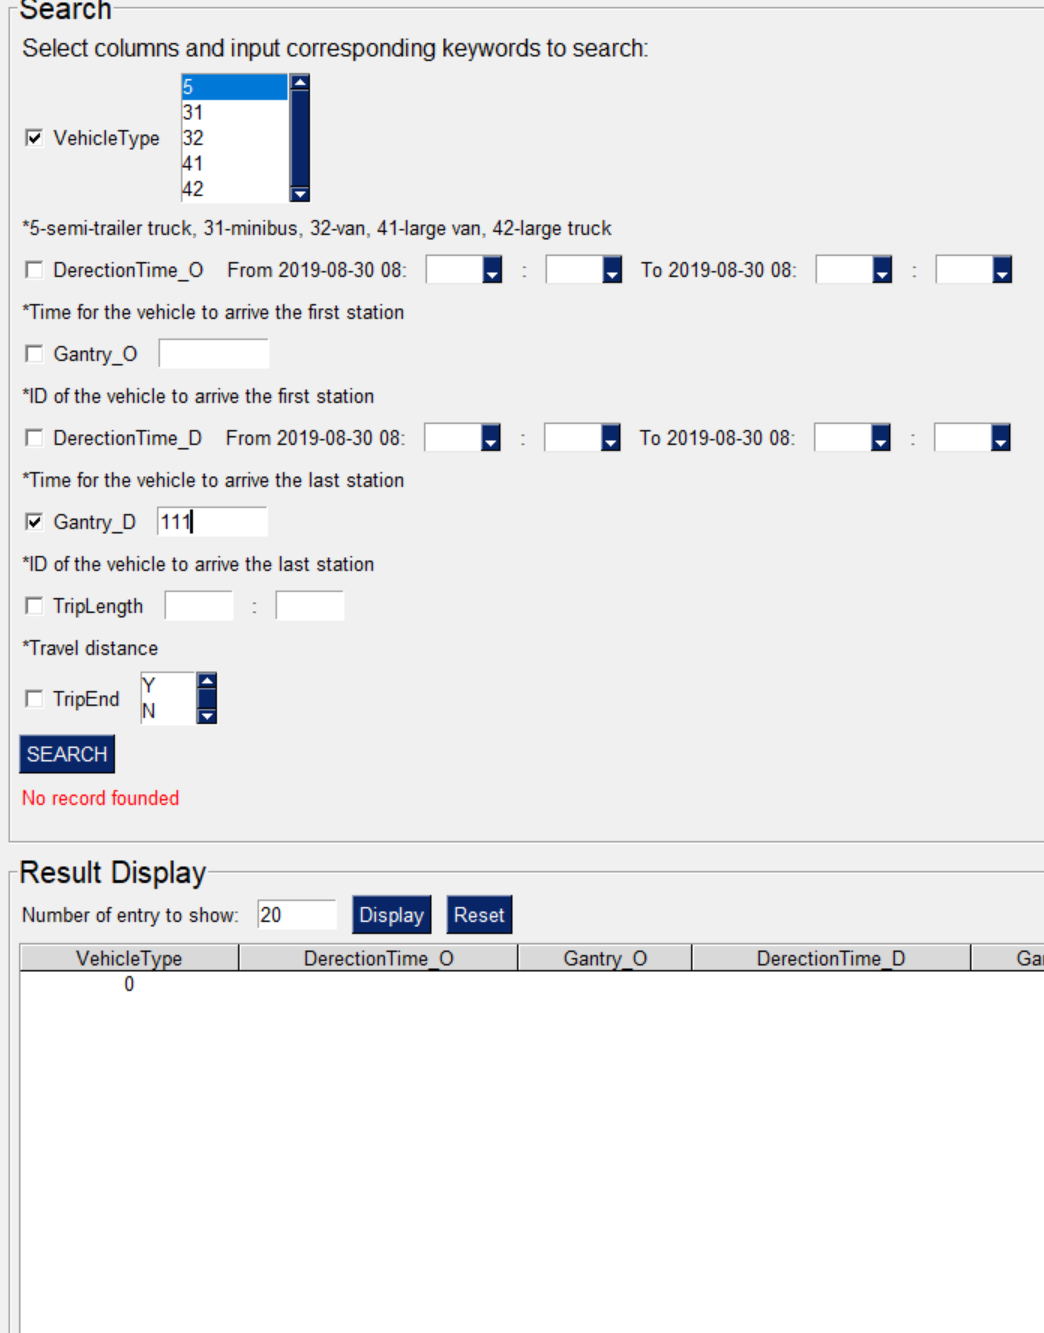 Search
Select columns and input corresponding keywords to search:
5
31
VehicleType 32
41
42
*5-semi-trailer truck, 31-minibus, 32-van, 41-large van, 42-large truck
DerectionTime_O From 2019-08-30 08: : To 2019-08-30 08: :
*Time for the vehicle to arrive the first station
Gantry_O
*ID of the vehicle to arrive the first station
DerectionTime_D From 2019-08-30 08: : To 2019-08-30 08: :
*Time for the vehicle to arrive the last station
Gantry_D 111
*ID of the vehicle to arrive the last station
TripLength :
*Travel distance
Y
TripEnd
N
SEARCH
No record founded
Result Display
Number of entry to show: 20 Display Reset
VehicleType DerectionTime_O Gantry_O DerectionTime_D
0